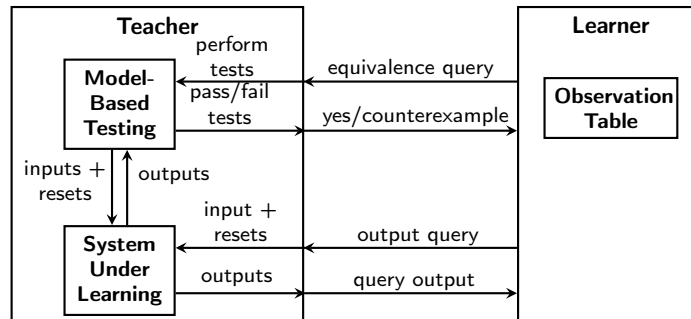 Teacher
Learner
perform
tests
equivalence query
Model-
Based
Testing
pass/fail
tests
yes/counterexample
Observation
Table
inputs +
resets
outputs
input +
resets
output query
System
Under
Learning
outputs
query output